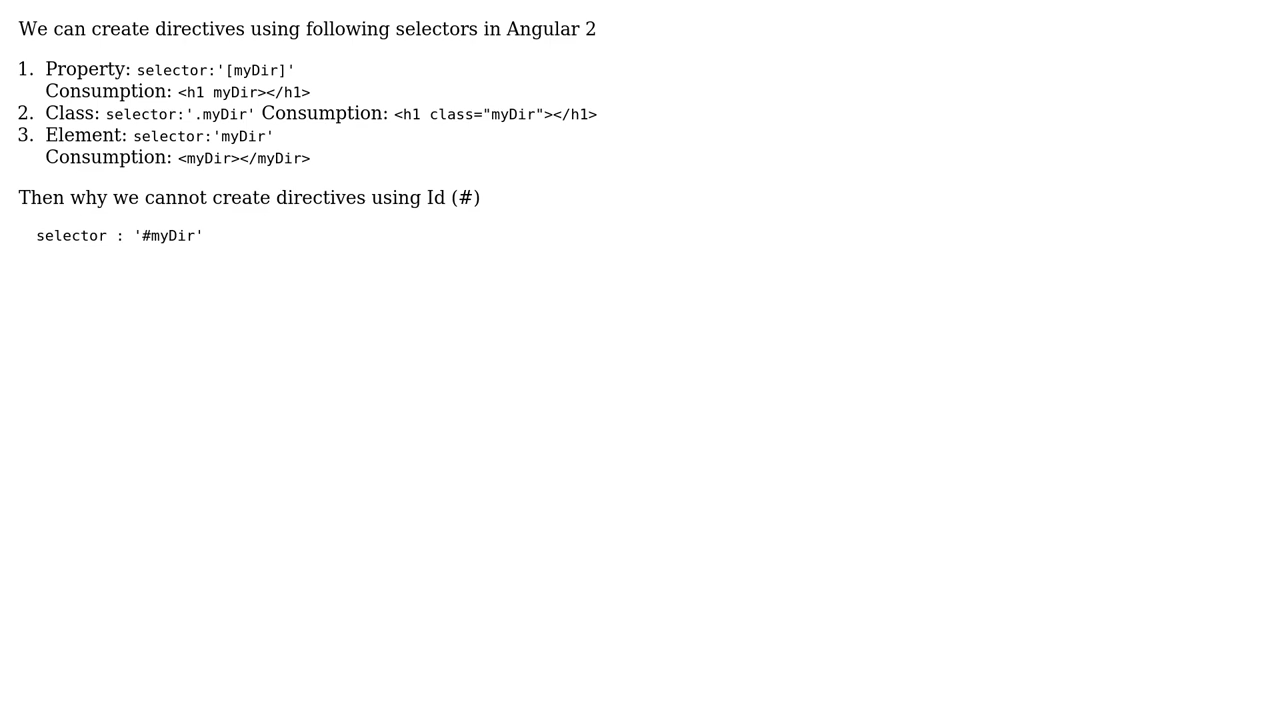 We can create directives using following selectors in Angular 2
1. Property: selector:'[myDir]'
Consumption: <h1 myDir></h1>
2. Class: selector:'.myDir' Consumption: <h1 class="myDir"></h1>
3. Element: selector:'myDir'
Consumption: <myDir></myDir>
Then why we cannot create directives using Id (#)
selector : '#myDir'